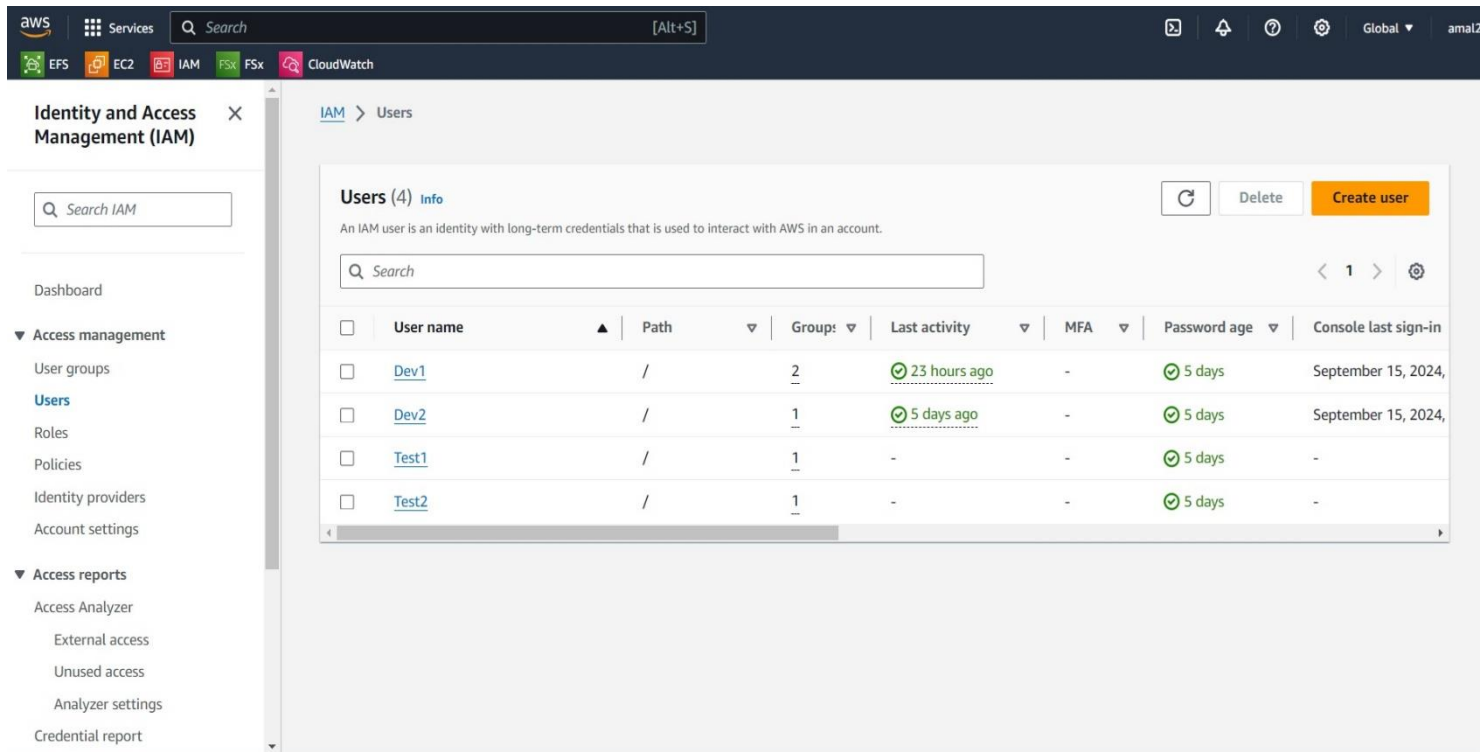 aws Services Search [Alt+S] Global amal2
EFS EC2 IAM FSx FSx CloudWatch
Identity and Access
Management (IAM)
Search IAM
Dashboard
Access management
User groups
Users
Roles
Policies
Identity providers
Account settings
Access reports
Access Analyzer
External access
Unused access
Analyzer settings
Credential report
IAM > Users
Users (4) Info Delete Create user
An IAM user is an identity with long-term credentials that is used to interact with AWS in an account.
Search 1
User name Path Groups Last activity MFA Password age Console last sign-in
Dev1 / 2 23 hours ago - 5 days September 15, 2024,
Dev2 / 1 5 days ago - 5 days September 15, 2024,
Test1 / 1 - - 5 days -
Test2 / 1 - - 5 days -